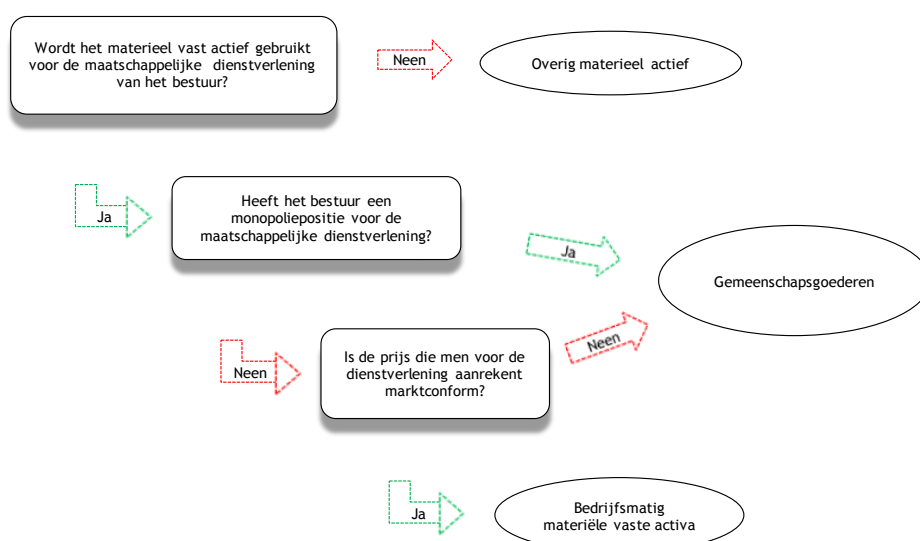 Wordt het materieel vast actief gebruikt
voor de maatschappelijke dienstverlening
van het bestuur?
Neen
Overig materieel actief
Ja
Heeft het bestuur een
monopoliepositie voor de
maatschappelijke dienstverlening?
Ja
Gemeenschapsgoederen
Neen
Is de prijs die men voor de
dienstverlening aanrekent
marktconform?
Neen
Ja
Bedrijfsmatig
materiële vaste activa